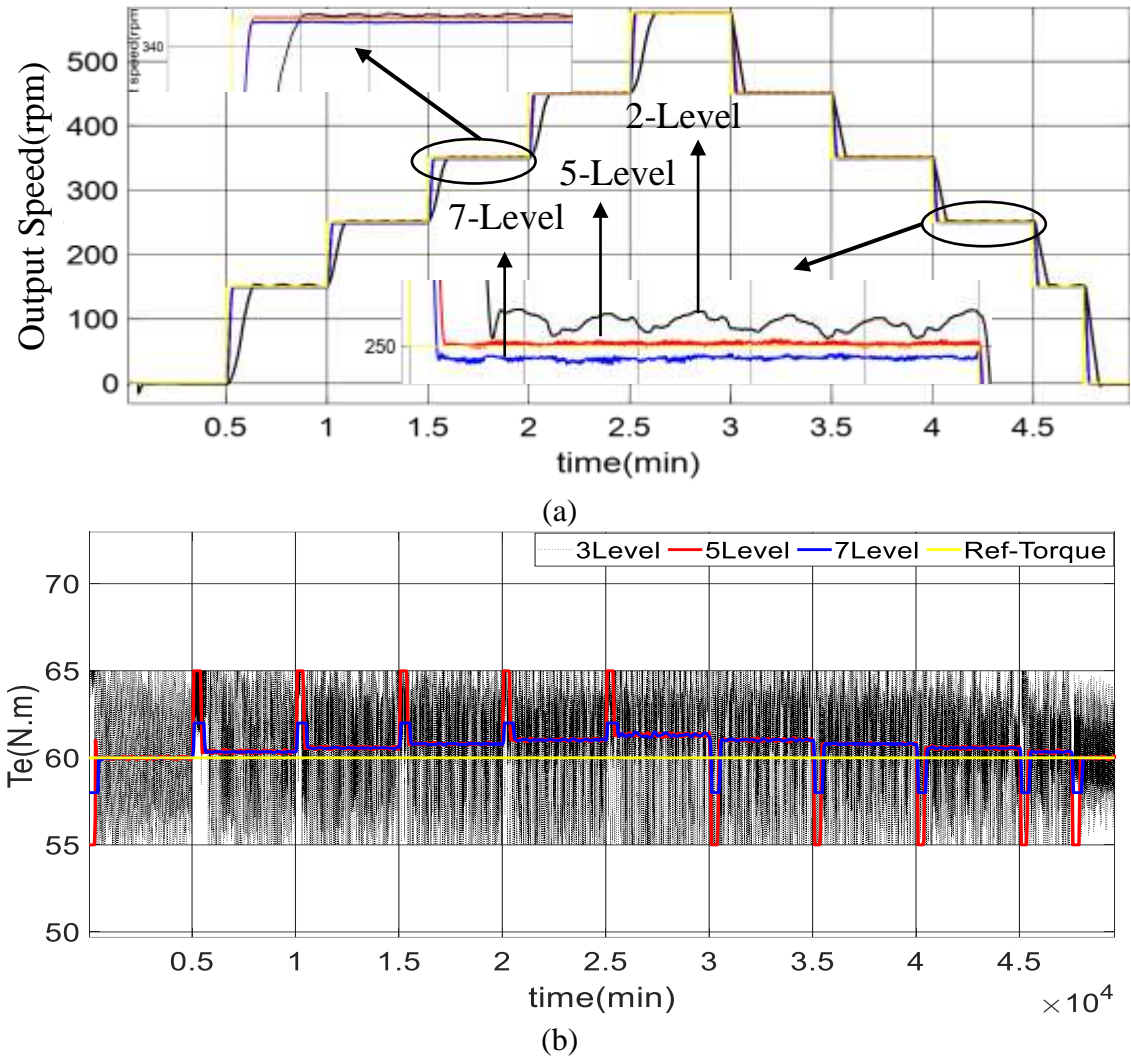 t speed(rpm
340
Output Speed(rpm)
500
400
300
200
100
0
2-Level
5-Level
7-Level
250
0.5 1 1.5 2 2.5 3 3.5 4 4.5
time(min)
(a)
3Level 5Level 7Level Ref-Torque
Te(N.m)
70
65
60
55
50
0.5 1 1.5 2 2.5 3 3.5 4 4.5
time(min)
×10⁴
(b)